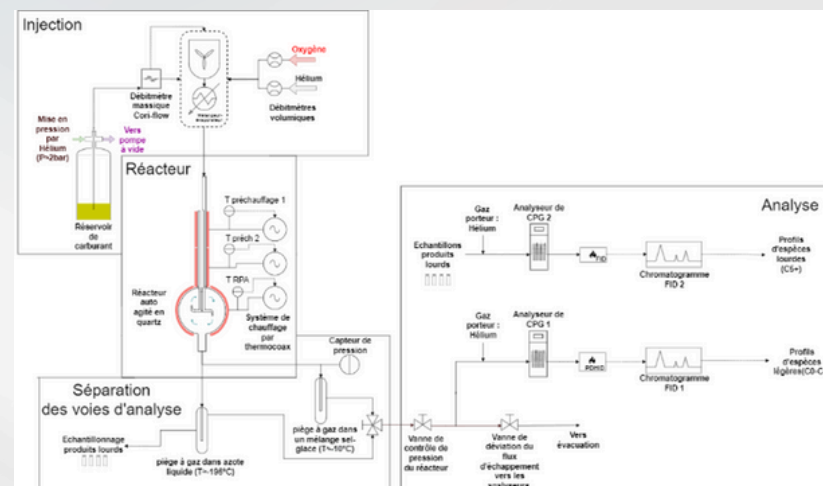 Injection
Oxygène
Hélium
Débitmètre
massique
Cori-flow
Débitmètres
volumiques
Mise en
pression
par
Hélium
(P~2bar)
Vers
pompe
à vide
Réservoir
de
carburant
Réacteur
T préchauffage 1
T préch 2
T RPA
Réacteur
auto
agité en
quartz
Système de
chauffage
par
thermocoax
Capteur de
pression
Séparation
des voies d'analyse
Echantillonnage
produits lourds
piège à gaz dans azote
liquide (T~-196°C)
piège à gaz dans
un mélange sel-
glace (T~-10°C)
Analyse
Gaz
porteur :
Hélium
Analyseur de
CPG 2
Echantillons
produits
lourds
FID
Chromatogramme
FID 2
Profils
d'espèces
lourdes
(C6+)
Gaz
porteur :
Hélium
Analyseur de
CPG 1
Chromatogramme
FID 1
Profils
d'espèces
légères(C0-C
Vanne de
contrôle de
pression
du réacteur
Vanne de
déviation du
flux
d'échappement
vers les
analyseurs
Vers
évacuation